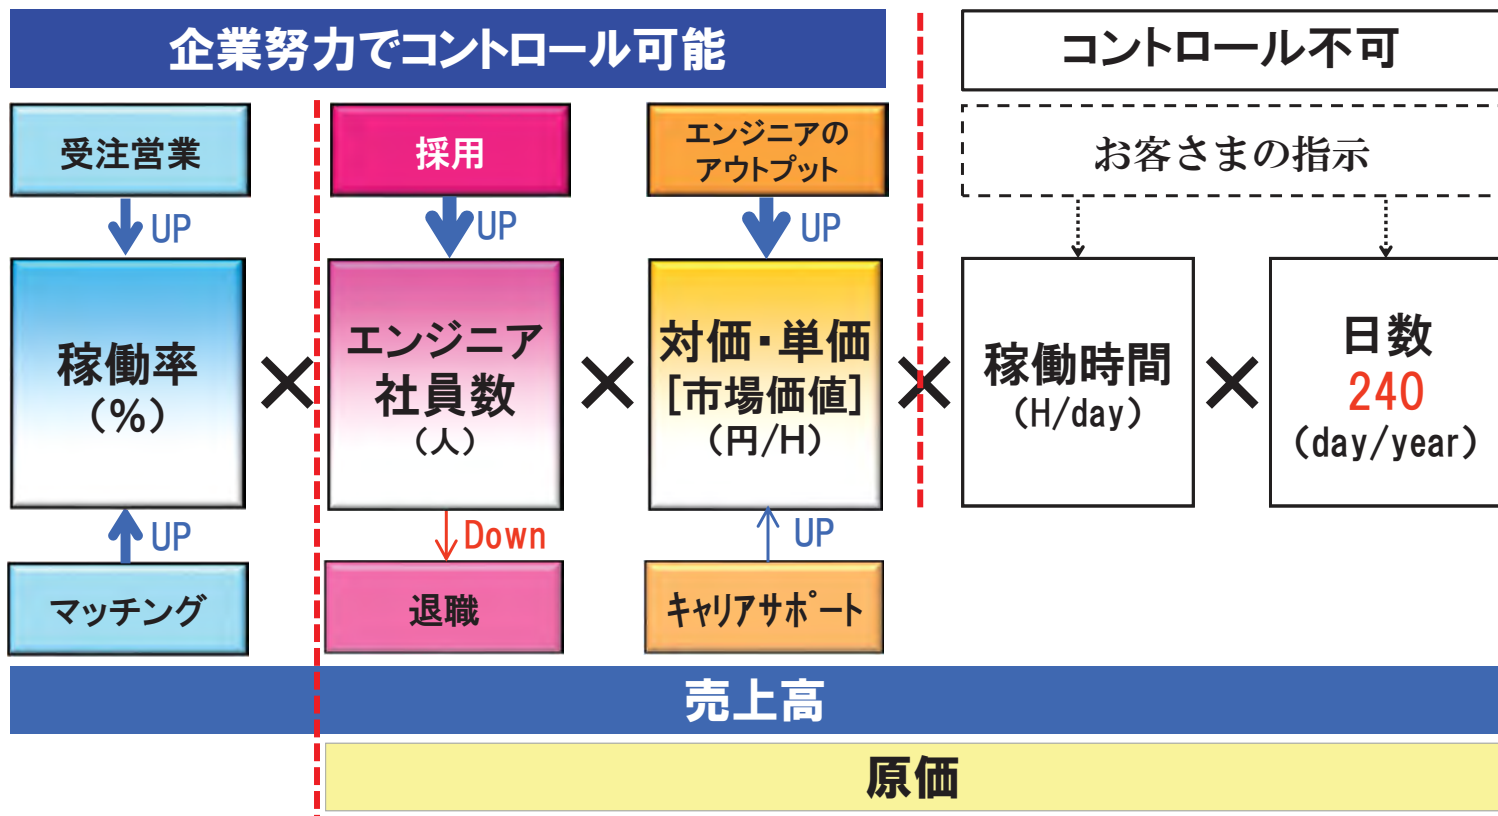 企業努力でコントロール可能
コントロール不可
受注営業
採用
エンジニアの
アウトプット
お客さまの指示
UP
UP
UP
稼働率
（%）
×
エンジニア
社員数
（人）
×
対価・単価
[市場価値]
（円/H）
×
稼働時間
（H/day）
×
日数
240
（day/year）
UP
Down
UP
マッチング
退職
キャリアサポート
売上高
原価